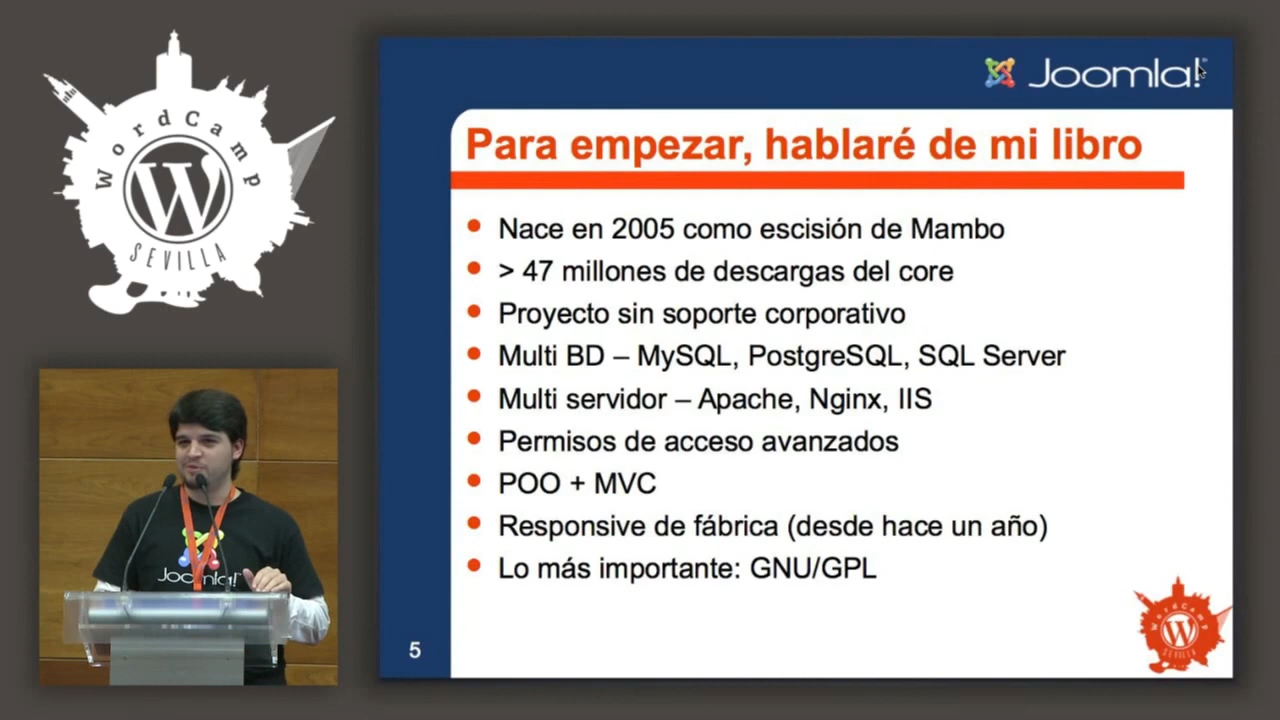 WordCamp
SEVILLA
Joomla!
Para empezar, hablaré de mi libro
Nace en 2005 como escisión de Mambo
> 47 millones de descargas del core
Proyecto sin soporte corporativo
Multi BD – MySQL, PostgreSQL, SQL Server
Multi servidor – Apache, Nginx, IIS
Permisos de acceso avanzados
POO + MVC
Responsive de fábrica (desde hace un año)
Lo más importante: GNU/GPL
5
WordCamp
SEVILLA
Joomla!